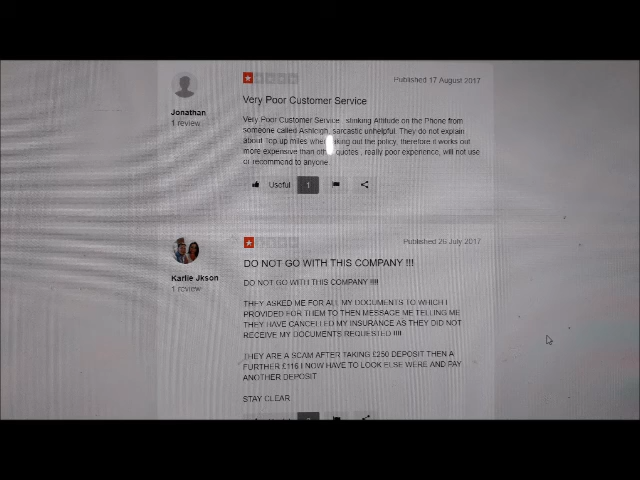 Published 17 August 2017
Jonathan
1 review
Very Poor Customer Service
Very Poor Customer Service stinking Attitude on the Phone from
someone called Ashleigh, sarcastic unhelpful. They do not explain
about Top up miles when taking out the policy, therefore it works out
more expensive than other quotes , really poor experience, will not use
or recommend to anyone
Useful 1
Published 26 July 2017
Karlie Jkson
1 review
DO NOT GO WITH THIS COMPANY !!!
DO NOT GO WITH THIS COMPANY !!!!
THEY ASKED ME FOR ALL MY DOCUMENTS TO WHICH I
PROVIDED FOR THEM TO THEN MESSAGE ME TELLING ME
THEY HAVE CANCELLED MY INSURANCE AS THEY DID NOT
RECEIVE MY DOCUMENTS REQUESTED !!!!
THEY ARE A SCAM AFTER TAKING £250 DEPOSIT THEN A
FURTHER £116 I NOW HAVE TO LOOK ELSE WERE AND PAY
ANOTHER DEPOSIT
STAY CLEAR